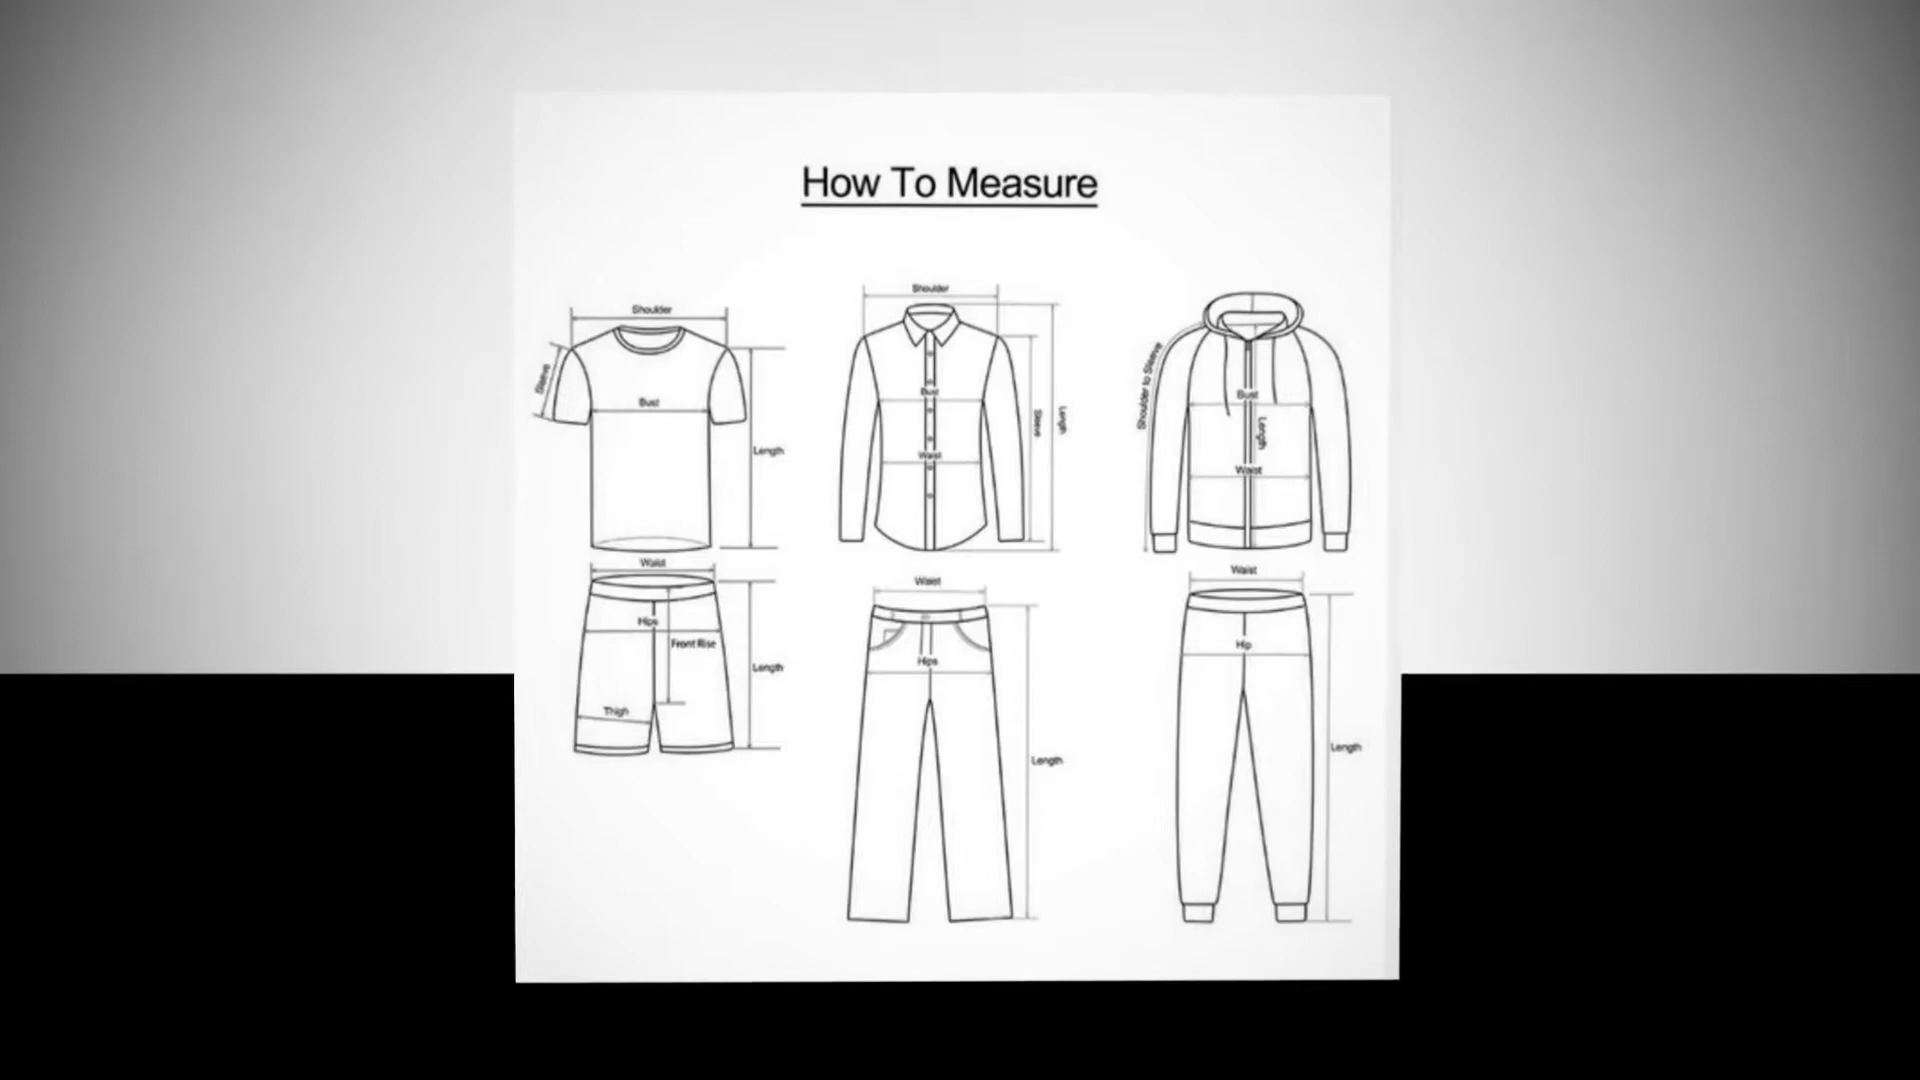 How To Measure
Shoulder
Sleeve
Bust
Length
Shoulder
Bust
Waist
Sleeve
Length
Shoulder to Sleeve
Bust
Length
Waist
Waist
Hips
Front Rise
Thigh
Length
Waist
Hips
Length
Waist
Hip
Length